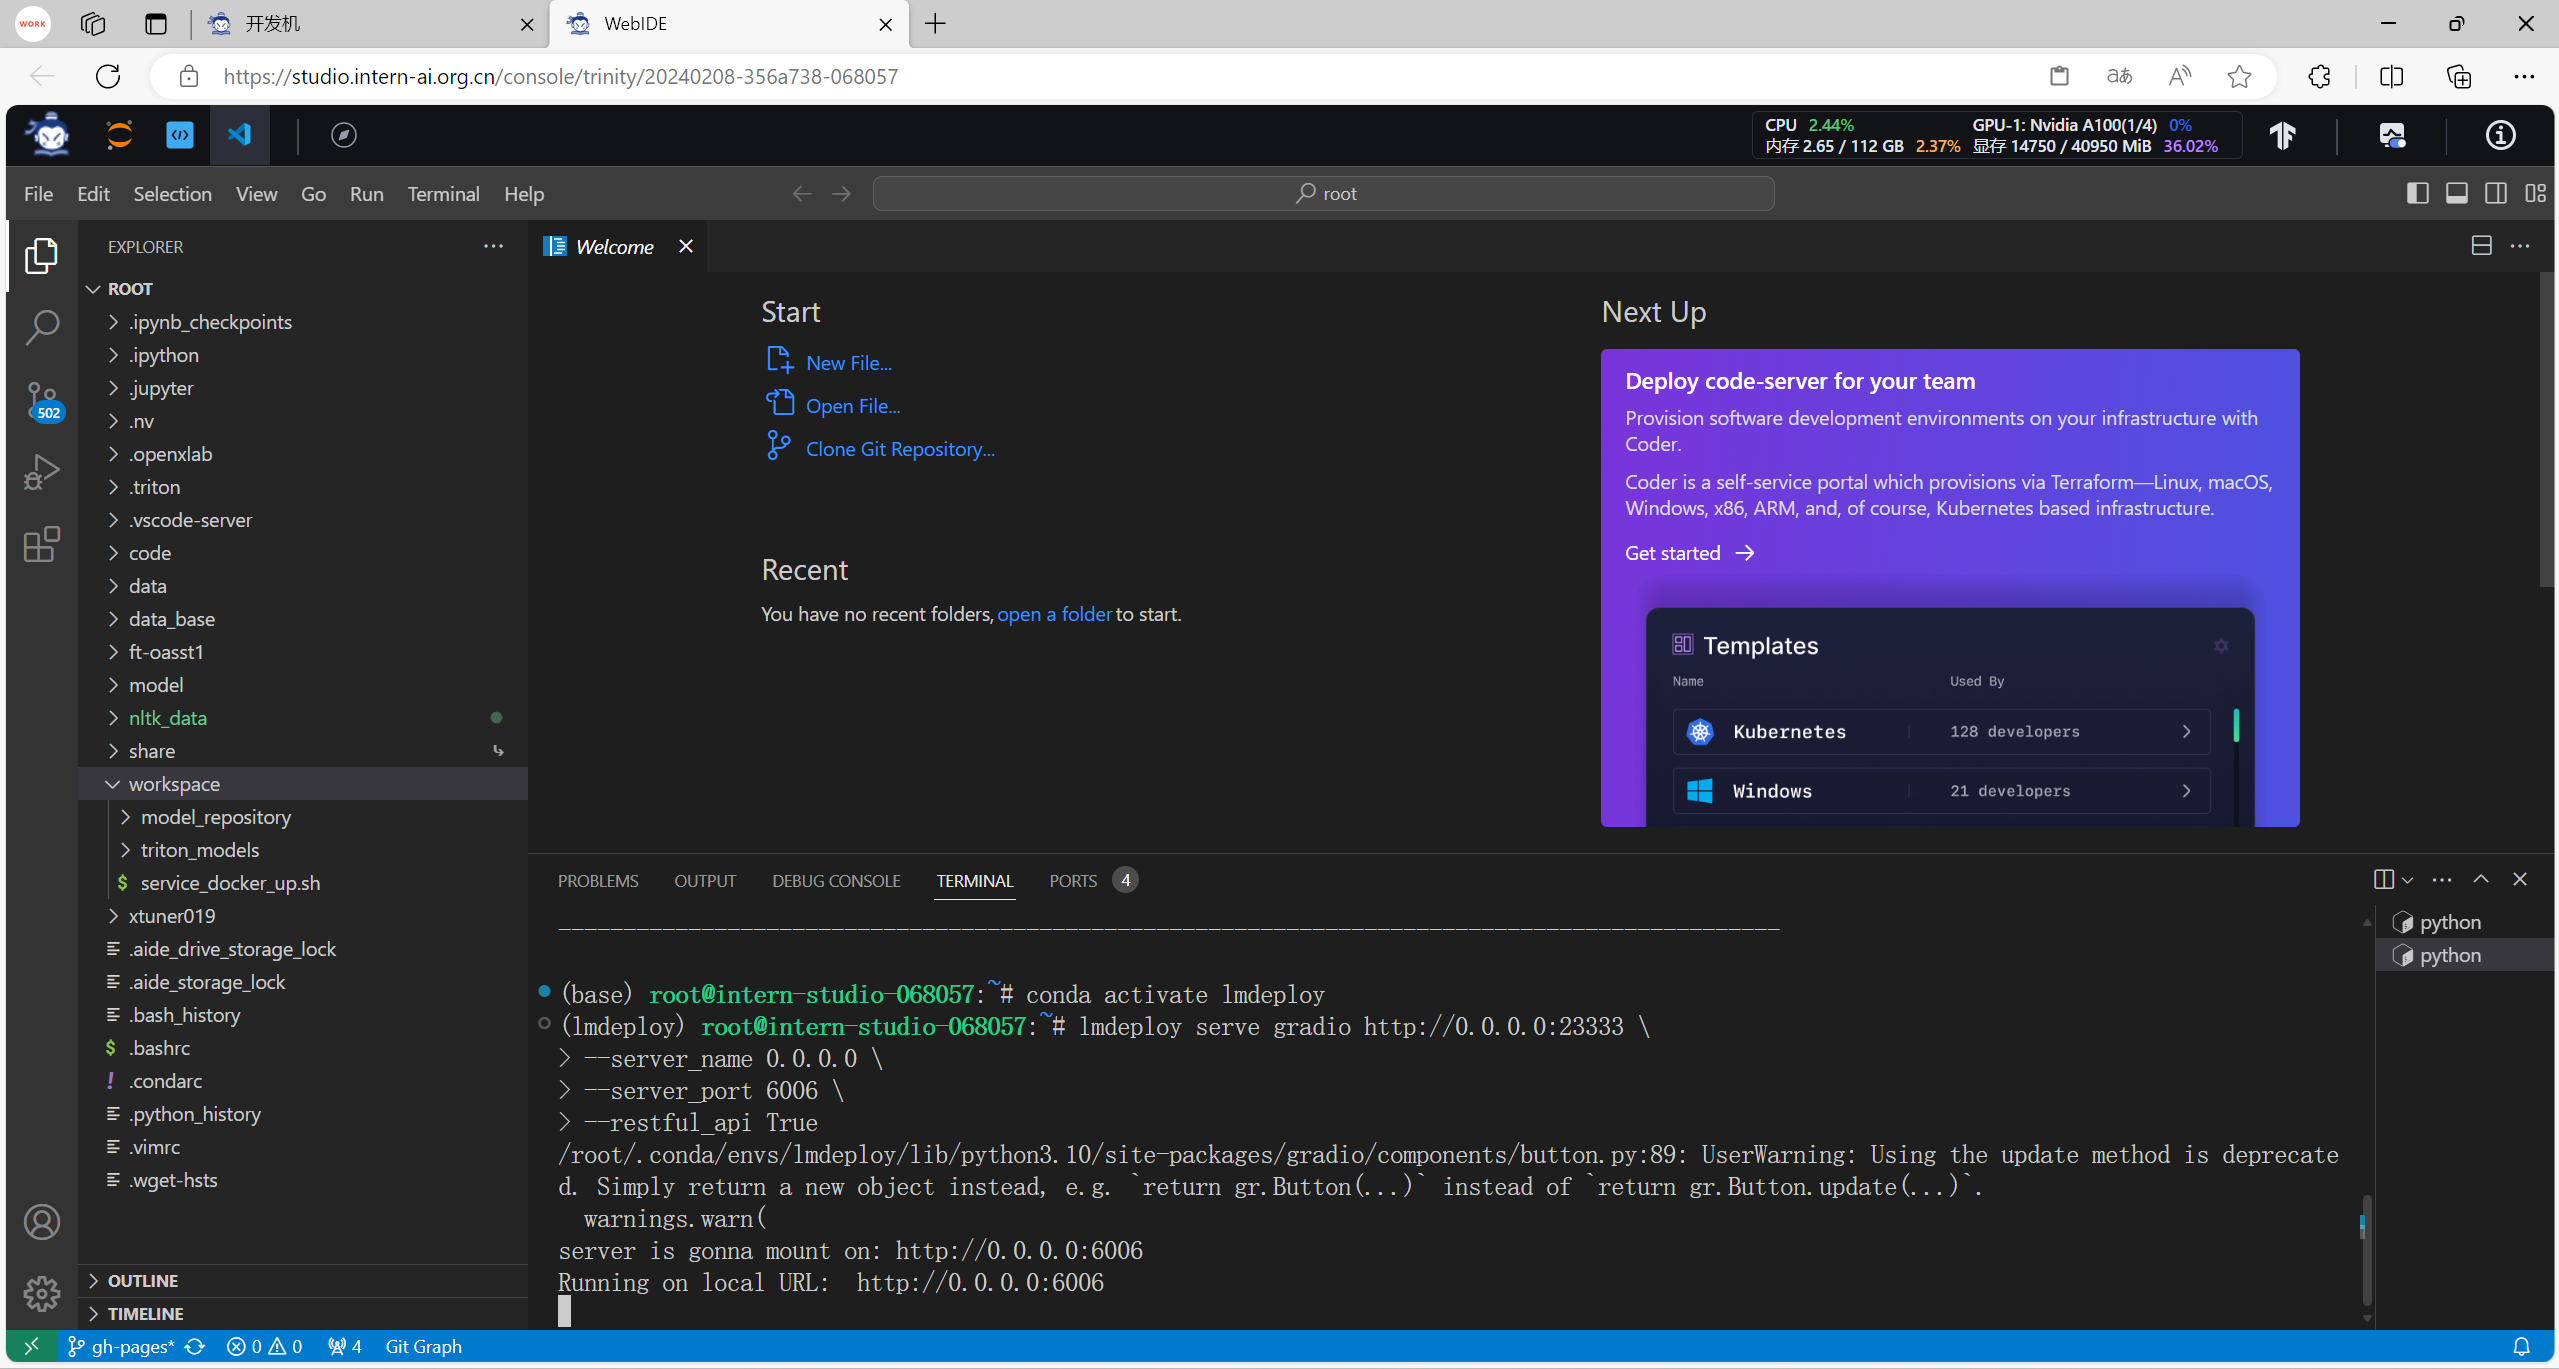 WORK
开发机
WebIDE
https://studio.intern-ai.org.cn/console/trinity/20240208-356a738-068057
aあ
CPU 2.44%
GPU-1: Nvidia A100(1/4) 0%
内存 2.65 / 112 GB 2.37%
显存 14750 / 40950 MiB 36.02%
File Edit Selection View Go Run Terminal Help
root
EXPLORER
ROOT
.ipynb_checkpoints
.ipython
.jupyter
.nv
.openxlab
.triton
.vscode-server
code
data
data_base
ft-oasst1
model
nltk_data
share
workspace
model_repository
triton_models
service_docker_up.sh
xtuner019
.aide_drive_storage_lock
.aide_storage_lock
.bash_history
.bashrc
.condarc
.python_history
.vimrc
.wget-hsts
OUTLINE
TIMELINE
502
Welcome
Start
New File...
Open File...
Clone Git Repository...
Recent
You have no recent folders, open a folder to start.
Next Up
Deploy code-server for your team
Provision software development environments on your infrastructure with
Coder.
Coder is a self-service portal which provisions via Terraform—Linux, macOS,
Windows, x86, ARM, and, of course, Kubernetes based infrastructure.
Get started
Templates
Name Used By
Kubernetes 128 developers
Windows 21 developers
PROBLEMS OUTPUT DEBUG CONSOLE TERMINAL PORTS 4
(base) root@intern-studio-068057:~# conda activate lmdeploy
(lmdeploy) root@intern-studio-068057:~# lmdeploy serve gradio http://0.0.0.0:23333 \
> --server_name 0.0.0.0 \
> --server_port 6006 \
> --restful_api True
/root/.conda/envs/lmdeploy/lib/python3.10/site-packages/gradio/components/button.py:89: UserWarning: Using the update method is deprecate
d. Simply return a new object instead, e.g. `return gr.Button(...)` instead of `return gr.Button.update(...)`.
warnings.warn(
server is gonna mount on: http://0.0.0.0:6006
Running on local URL:  http://0.0.0.0:6006
python
python
gh-pages* 0 0 4 Git Graph